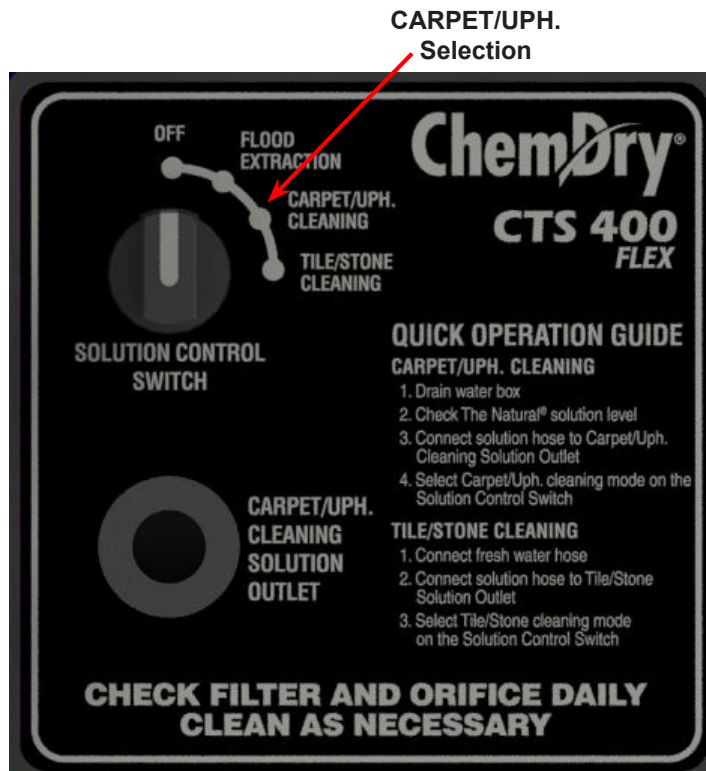 CARPET/UPH.
Selection
OFF
FLOOD
EXTRACTION
CARPET/UPH.
CLEANING
TILE/STONE
CLEANING
SOLUTION CONTROL
SWITCH
CARPET/UPH.
CLEANING
SOLUTION
OUTLET
ChemDry®
CTS 400
FLEX
QUICK OPERATION GUIDE
CARPET/UPH. CLEANING
1. Drain water box
2. Check The Natural® solution level
3. Connect solution hose to Carpet/Uph.
Cleaning Solution Outlet
4. Select Carpet/Uph. cleaning mode on the
Solution Control Switch
TILE/STONE CLEANING
1. Connect fresh water hose
2. Connect solution hose to Tile/Stone
Solution Outlet
3. Select Tile/Stone cleaning mode
on the Solution Control Switch
CHECK FILTER AND ORIFICE DAILY
CLEAN AS NECESSARY